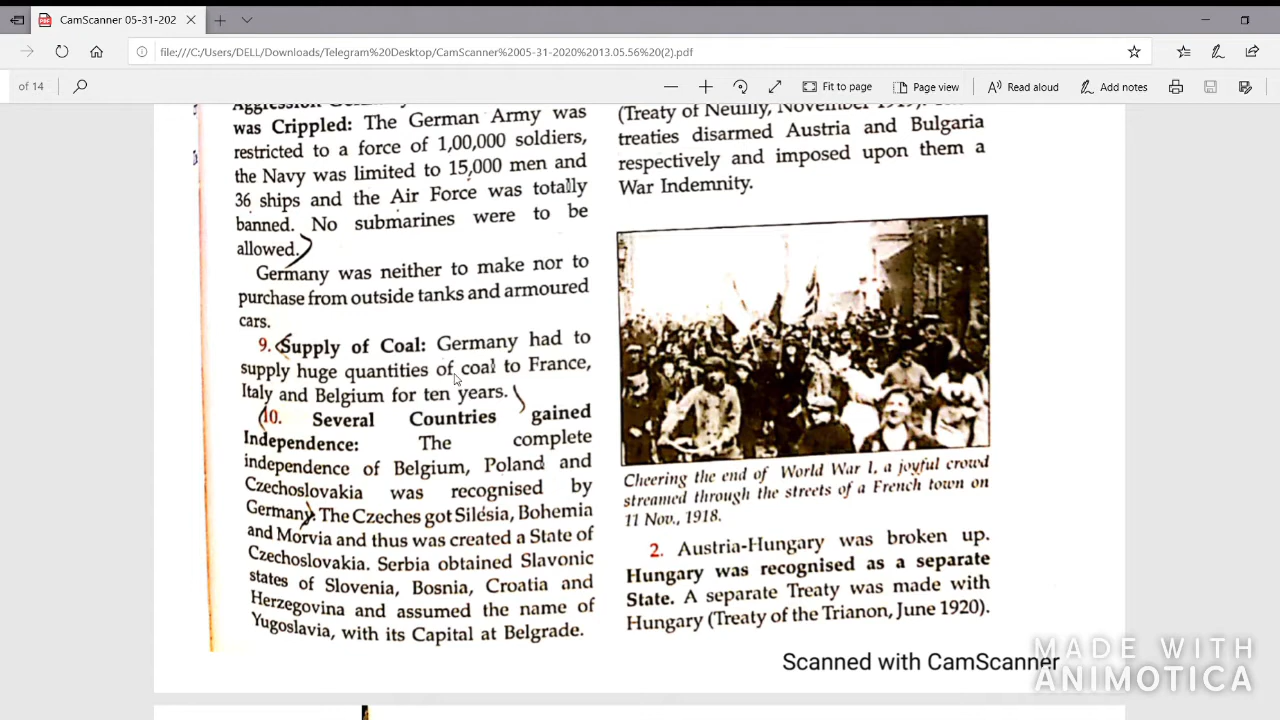 CamScanner 05-31-202
file:///C:/Users/DELL/Downloads/Telegram%20Desktop/CamScanner%2005-31-2020%2013.05.56%20(2).pdf
of 14
Fit to page
Page view
Read aloud
Add notes
Aggression
was Crippled: The German Army was
restricted to a force of 1,00,000 soldiers,
the Navy was limited to 15,000 men and
36 ships and the Air Force was totally
banned. No submarines were to be
allowed.
Germany was neither to make nor to
purchase from outside tanks and armoured
cars.
9. Supply of Coal: Germany had to
supply huge quantities of coal to France,
Italy and Belgium for ten years.
10. Several Countries gained
Independence: The complete
independence of Belgium, Poland and
Czechoslovakia was recognised by
Germany. The Czeches got Silesia, Bohemia
and Morvia and thus was created a State of
Czechoslovakia. Serbia obtained Slavonic
states of Slovenia, Bosnia, Croatia and
Herzegovina and assumed the name of
Yugoslavia, with its Capital at Belgrade.
(Treaty of Neuilly, November 1919).
treaties disarmed Austria and Bulgaria
respectively and imposed upon them a
War Indemnity.
Cheering the end of World War I, a joyful crowd
streamed through the streets of a French town on
11 Nov., 1918.
2. Austria-Hungary was broken up.
Hungary was recognised as a separate
State. A separate Treaty was made with
Hungary (Treaty of the Trianon, June 1920).
Scanned with CamScanner
MADE WITH
ANIMOTICA